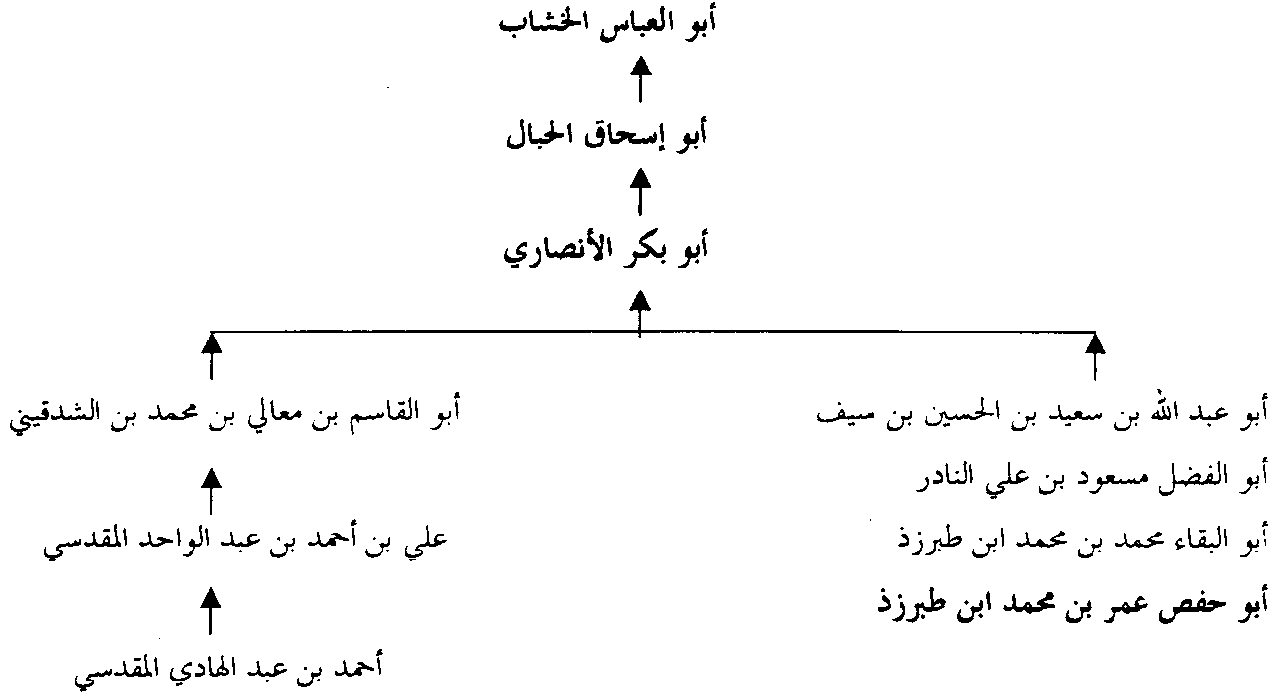 أبو العباس الخشاب
أبو إسحاق الحبال
أبو بكر الأنصاري
أبو عبد الله بن سعيد بن الحسين بن سيف
أبو الفضل مسعود بن علي النادر
أبو البقاء محمد بن محمد ابن طبرزذ
أبو حفص عمر بن محمد ابن طبرزذ
أبو القاسم بن معالي بن محمد بن الشدقيني
علي بن أحمد بن عبد الواحد المقدسي
أحمد بن عبد الهادي المقدسي